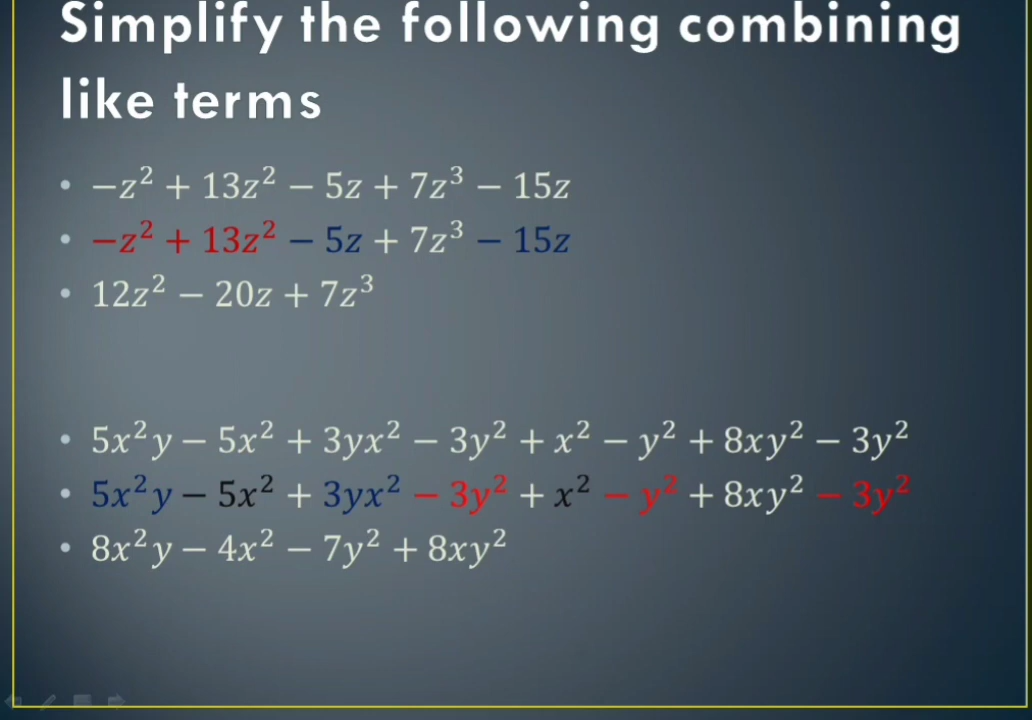 Simplify the following combining
like terms
• −z² + 13z² − 5z + 7z³ − 15z
• −z² + 13z² − 5z + 7z³ − 15z
• 12z² − 20z + 7z³
• 5x²y − 5x² + 3yx² − 3y² + x² − y² + 8xy² − 3y²
• 5x²y − 5x² + 3yx² − 3y² + x² − y² + 8xy² − 3y²
• 8x²y − 4x² − 7y² + 8xy²